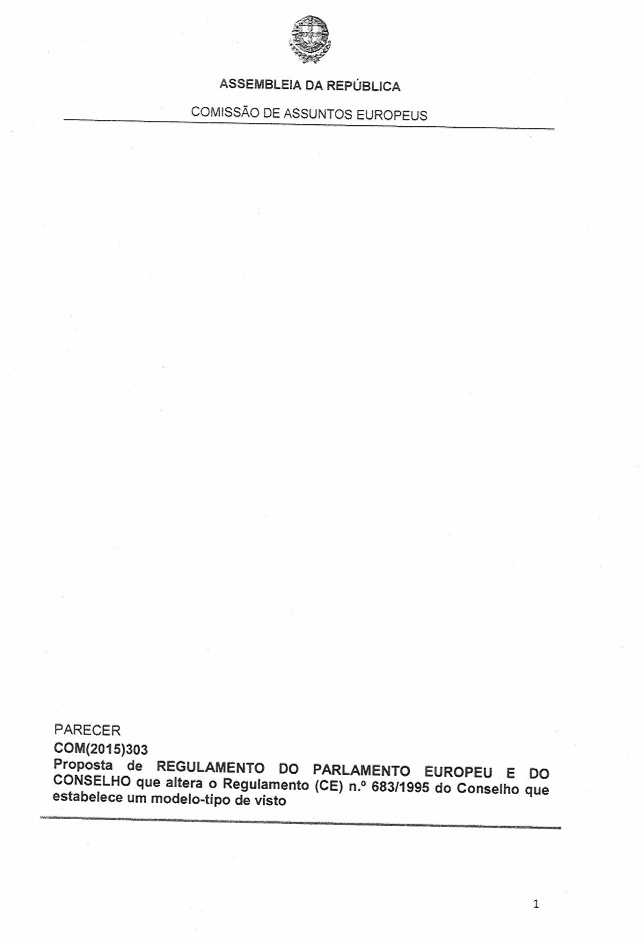 ASSEMBLEIA DA REPÚBLICA
COMISSÃO DE ASSUNTOS EUROPEUS
PARECER
COM(2015)303
Proposta de REGULAMENTO DO PARLAMENTO EUROPEU E DO
CONSELHO que altera o Regulamento (CE) n.º 683/1995 do Conselho que
estabelece um modelo-tipo de visto
1